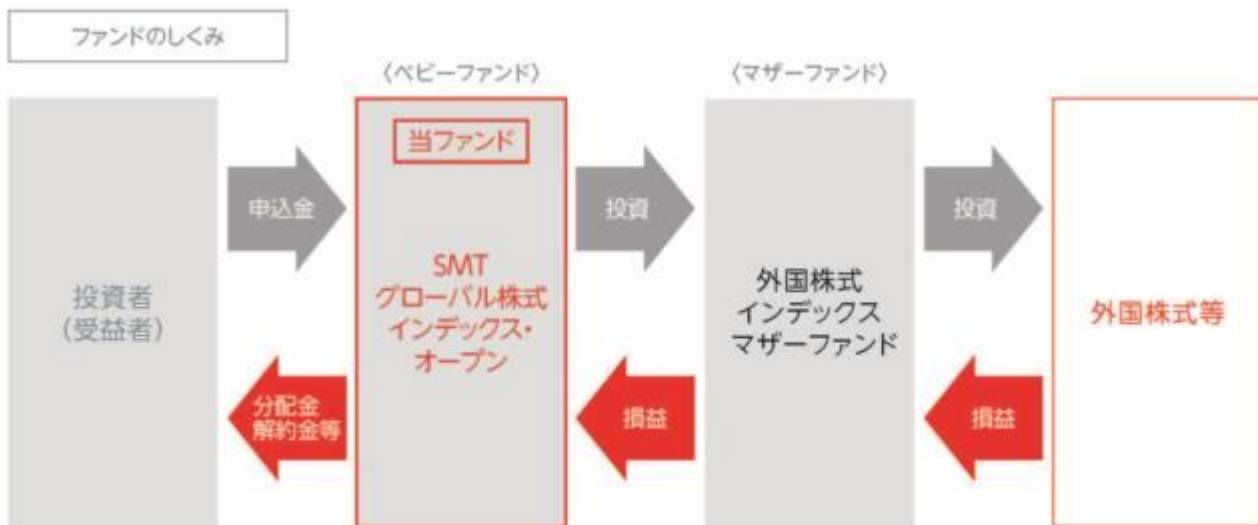 ファンドのしくみ
〈ベビーファンド〉
〈マザーファンド〉
当ファンド
申込金
投資
投資
投資者
(受益者)
SMT
グローバル株式
インデックス・
オープン
外国株式
インデックス
マザーファンド
外国株式等
分配金
解約金等
損益
損益